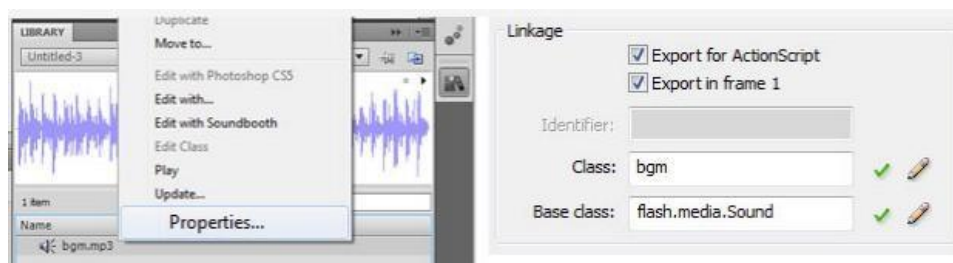 Duplicate
LIBRARY
Move to...
Untitled-3
Edit with Photoshop CS5
Edit with...
Edit with Soundbooth
Edit Class
Play
Update...
1 item
Properties...
Name
bgm.mp3
Linkage
Export for ActionScript
Export in frame 1
Identifier:
Class: bgm
Base class: flash.media.Sound